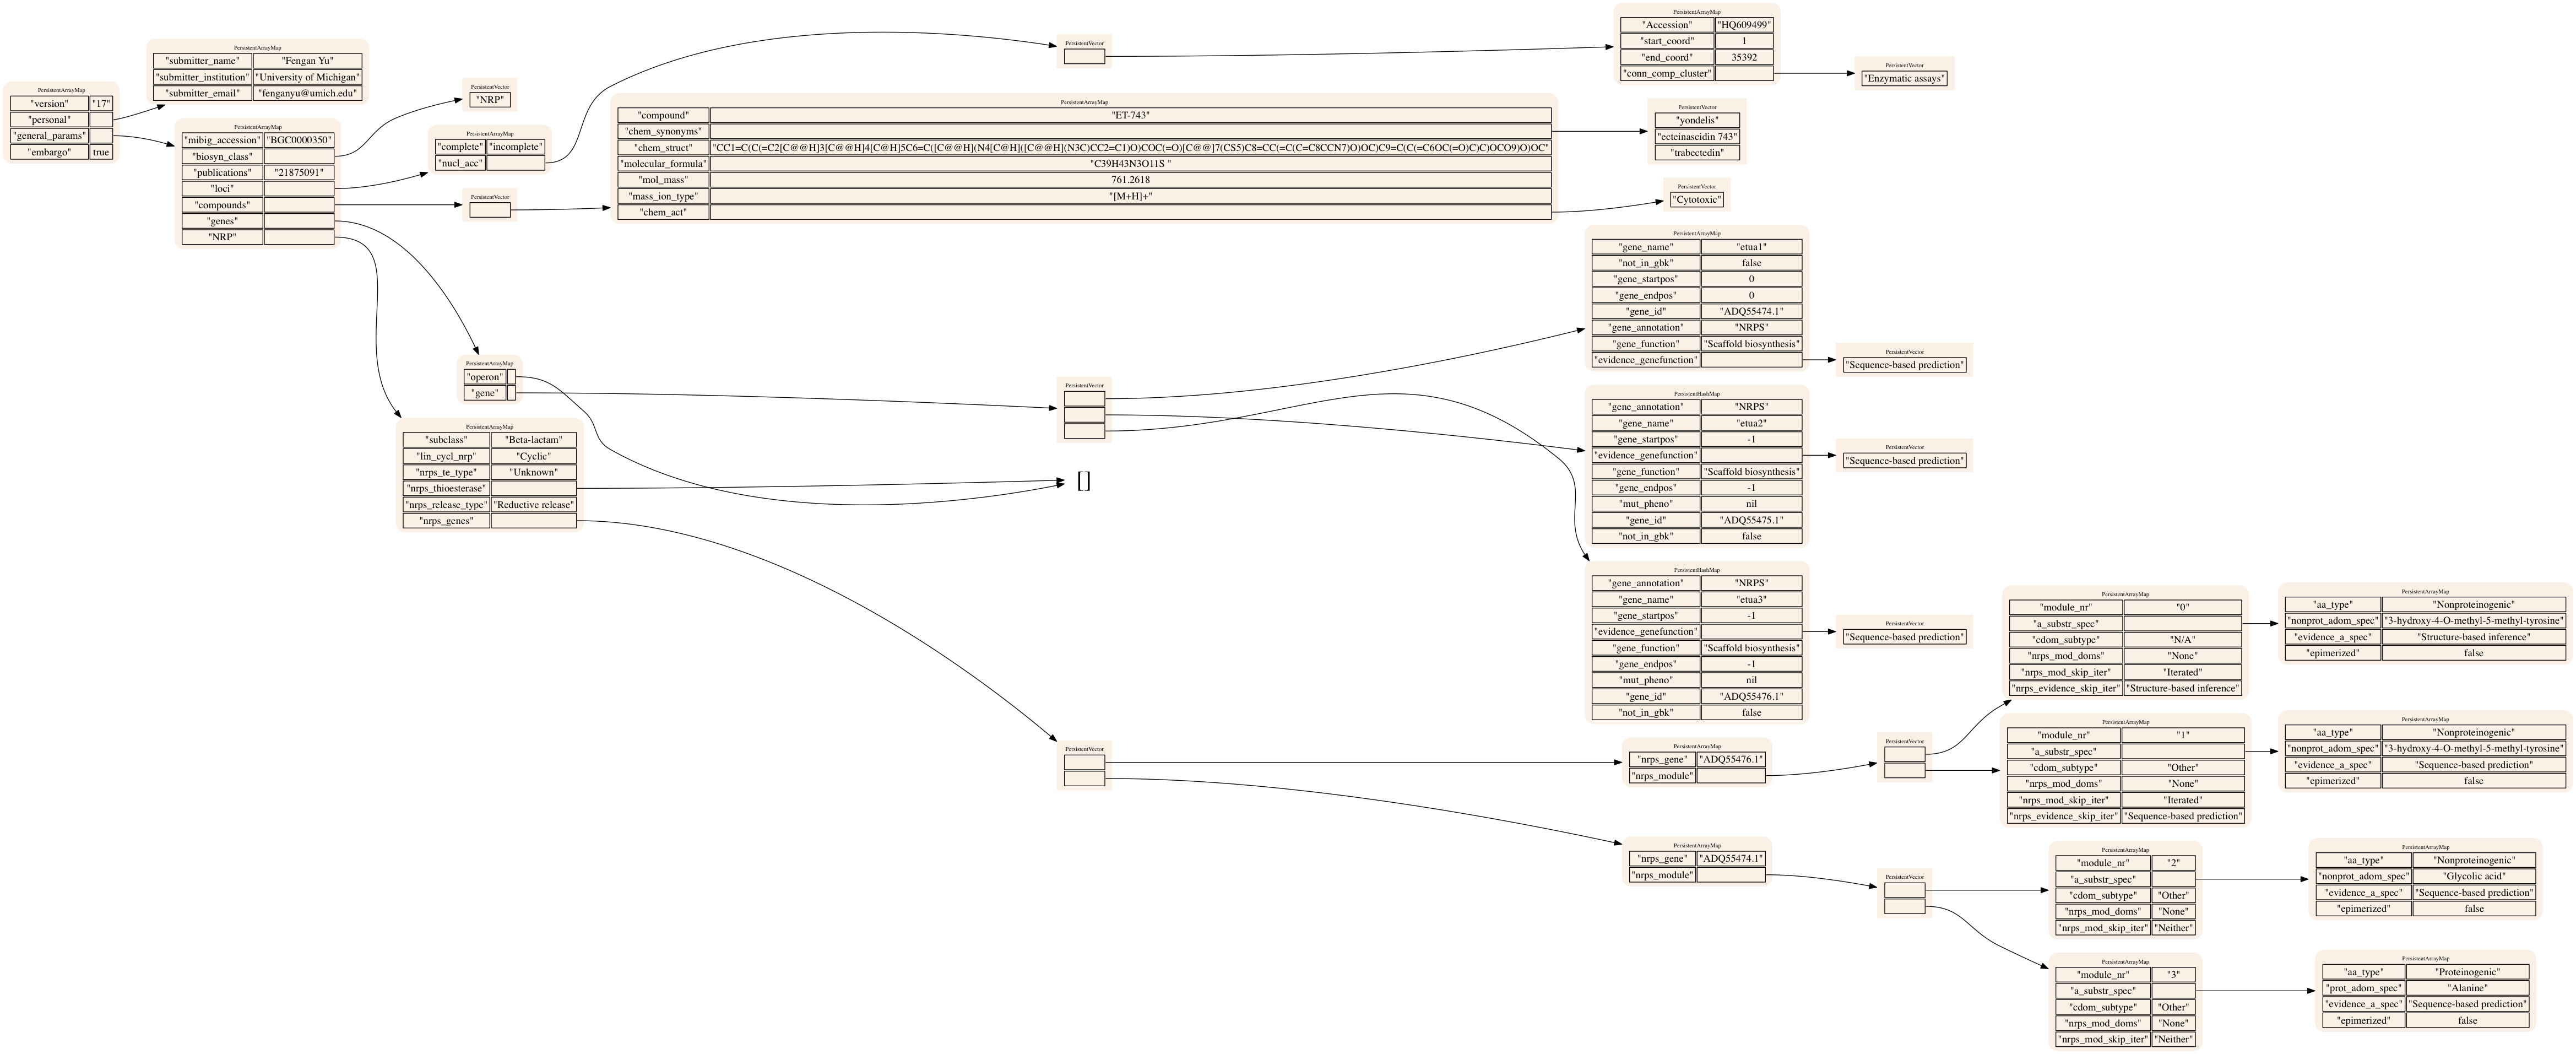 PersistentArrayMap
"version" "17"
"personal"
"general_params"
"embargo" true
PersistentArrayMap
"submitter_name" "Fengan Yu"
"submitter_institution" "University of Michigan"
"submitter_email" "fenganyu@umich.edu"
PersistentArrayMap
"mibig_accession" "BGC0000350"
"biosyn_class"
"publications" "21875091"
"loci"
"compounds"
"genes"
"NRP"
PersistentVector
"NRP"
PersistentArrayMap
"complete" "incomplete"
"nucl_acc"
PersistentVector
PersistentVector
PersistentArrayMap
"Accession" "HQ609499"
"start_coord" 1
"end_coord" 35392
"conn_comp_cluster"
PersistentVector
"Enzymatic assays"
PersistentArrayMap
"compound" "ET-743"
"chem_synonyms"
"chem_struct" "CC1=C(C(=C2[C@@H]3[C@@H]4[C@H]5C6=C([C@@H](N4[C@H]([C@@H](N3C)CC2=C1)O)COC(=O)[C@@]7(CS5)C8=CC(=C(C=C8CCN7)O)OC)C9=C(C(=C6OC(=O)C)C)OCO9)O)OC"
"molecular_formula" "C39H43N3O11S "
"mol_mass" 761.2618
"mass_ion_type" "[M+H]+"
"chem_act"
PersistentVector
"yondelis"
"ecteinascidin 743"
"trabectedin"
PersistentVector
"Cytotoxic"
PersistentArrayMap
"operon"
"gene"
PersistentArrayMap
"subclass" "Beta-lactam"
"lin_cycl_nrp" "Cyclic"
"nrps_te_type" "Unknown"
"nrps_thioesterase"
"nrps_release_type" "Reductive release"
"nrps_genes"
PersistentVector
[]
PersistentArrayMap
"gene_name" "etua1"
"not_in_gbk" false
"gene_startpos" 0
"gene_endpos" 0
"gene_id" "ADQ55474.1"
"gene_annotation" "NRPS"
"gene_function" "Scaffold biosynthesis"
"evidence_genefunction"
PersistentVector
"Sequence-based prediction"
PersistentHashMap
"gene_annotation" "NRPS"
"gene_name" "etua2"
"gene_startpos" -1
"evidence_genefunction"
"gene_function" "Scaffold biosynthesis"
"gene_endpos" -1
"mut_pheno" nil
"gene_id" "ADQ55475.1"
"not_in_gbk" false
PersistentVector
"Sequence-based prediction"
PersistentHashMap
"gene_annotation" "NRPS"
"gene_name" "etua3"
"gene_startpos" -1
"evidence_genefunction"
"gene_function" "Scaffold biosynthesis"
"gene_endpos" -1
"mut_pheno" nil
"gene_id" "ADQ55476.1"
"not_in_gbk" false
PersistentVector
"Sequence-based prediction"
PersistentVector
PersistentArrayMap
"nrps_gene" "ADQ55476.1"
"nrps_module"
PersistentVector
PersistentArrayMap
"module_nr" "0"
"a_substr_spec"
"cdom_subtype" "N/A"
"nrps_mod_doms" "None"
"nrps_mod_skip_iter" "Iterated"
"nrps_evidence_skip_iter" "Structure-based inference"
PersistentArrayMap
"aa_type" "Nonproteinogenic"
"nonprot_adom_spec" "3-hydroxy-4-O-methyl-5-methyl-tyrosine"
"evidence_a_spec" "Structure-based inference"
"epimerized" false
PersistentArrayMap
"module_nr" "1"
"a_substr_spec"
"cdom_subtype" "Other"
"nrps_mod_doms" "None"
"nrps_mod_skip_iter" "Iterated"
"nrps_evidence_skip_iter" "Sequence-based prediction"
PersistentArrayMap
"aa_type" "Nonproteinogenic"
"nonprot_adom_spec" "3-hydroxy-4-O-methyl-5-methyl-tyrosine"
"evidence_a_spec" "Sequence-based prediction"
"epimerized" false
PersistentArrayMap
"nrps_gene" "ADQ55474.1"
"nrps_module"
PersistentVector
PersistentArrayMap
"module_nr" "2"
"a_substr_spec"
"cdom_subtype" "Other"
"nrps_mod_doms" "None"
"nrps_mod_skip_iter" "Neither"
PersistentArrayMap
"aa_type" "Nonproteinogenic"
"nonprot_adom_spec" "Glycolic acid"
"evidence_a_spec" "Sequence-based prediction"
"epimerized" false
PersistentArrayMap
"module_nr" "3"
"a_substr_spec"
"cdom_subtype" "Other"
"nrps_mod_doms" "None"
"nrps_mod_skip_iter" "Neither"
PersistentArrayMap
"aa_type" "Proteinogenic"
"prot_adom_spec" "Alanine"
"evidence_a_spec" "Sequence-based prediction"
"epimerized" false